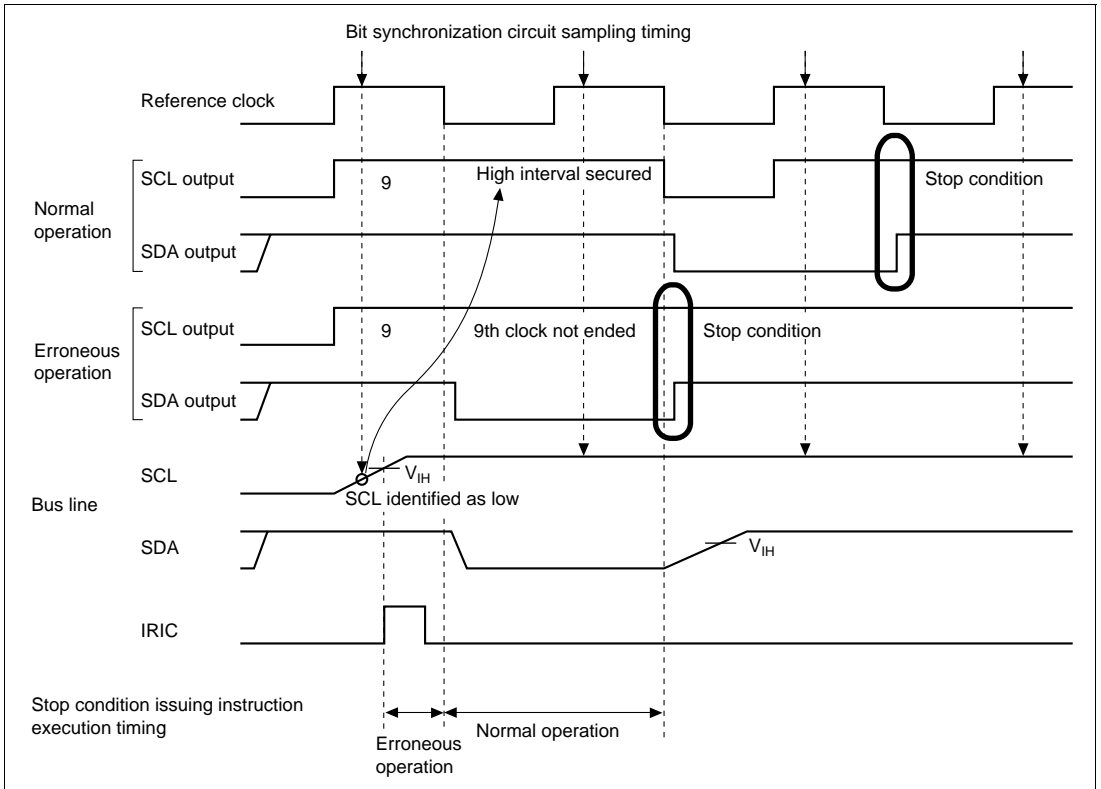 Bit synchronization circuit sampling timing
Reference clock
Normal
operation
SCL output
9
High interval secured
Stop condition
SDA output
Erroneous
operation
SCL output
9
9th clock not ended
Stop condition
SDA output
Bus line
SCL
VIH
SCL identified as low
SDA
VIH
IRIC
Stop condition issuing instruction
execution timing
Erroneous
operation
Normal operation